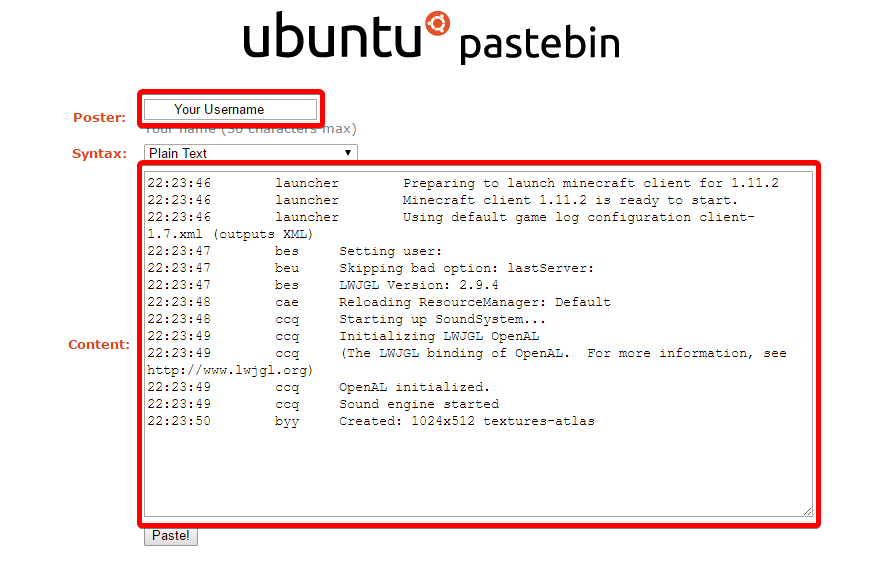 ubuntu pastebin
Poster:
Your Username
Your name (30 characters max)
Syntax:
Plain Text
Content:
22:23:46 launcher Preparing to launch minecraft client for 1.11.2
22:23:46 launcher Minecraft client 1.11.2 is ready to start.
22:23:46 launcher Using default game log configuration client-
1.7.xml (outputs XML)
22:23:47 bes Setting user:
22:23:47 beu Skipping bad option: lastServer:
22:23:47 bes LWJGL Version: 2.9.4
22:23:48 cae Reloading ResourceManager: Default
22:23:48 ccq Starting up SoundSystem...
22:23:49 ccq Initializing LWJGL OpenAL
22:23:49 ccq (The LWJGL binding of OpenAL.  For more information, see
http://www.lwjgl.org)
22:23:49 ccq OpenAL initialized.
22:23:49 ccq Sound engine started
22:23:50 byy Created: 1024x512 textures-atlas
Paste!